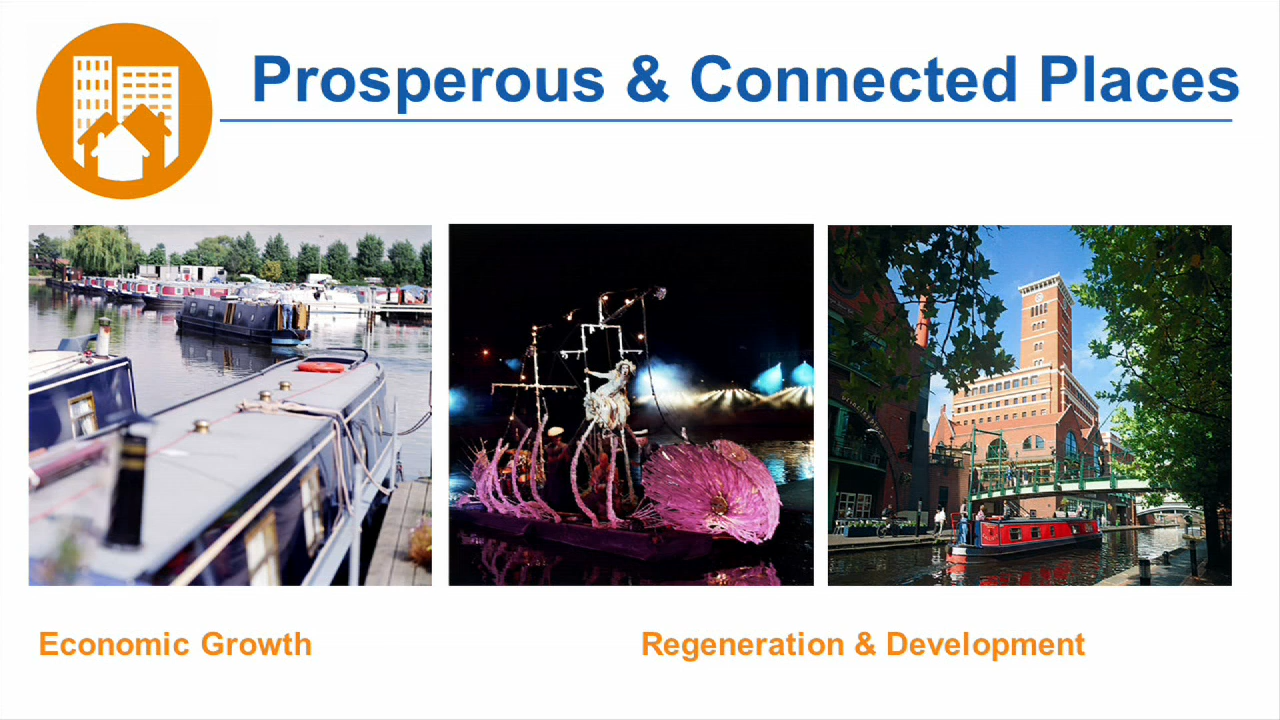 Prosperous & Connected Places
Economic Growth
Regeneration & Development